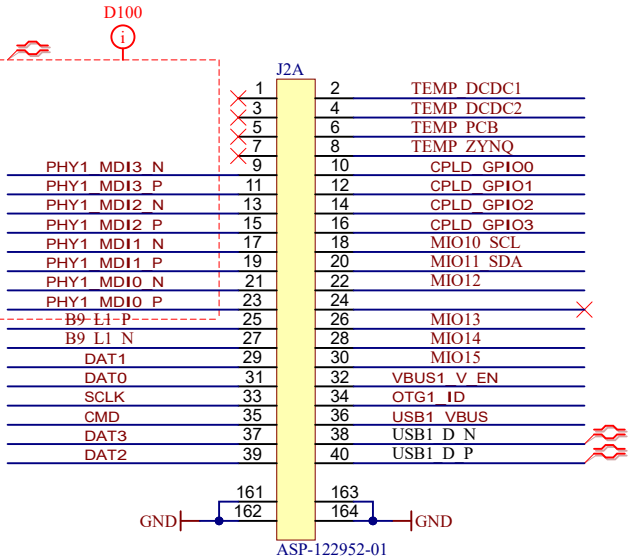 D100
i
J2A
1 2 TEMP_DCDC1
3 4 TEMP_DCDC2
5 6 TEMP_PCB
7 8 TEMP_ZYNQ
PHY1_MDI3_N 9 10 CPLD_GPIO0
PHY1_MDI3_P 11 12 CPLD_GPIO1
PHY1_MDI2_N 13 14 CPLD_GPIO2
PHY1_MDI2_P 15 16 CPLD_GPIO3
PHY1_MDI1_N 17 18 MIO10_SCL
PHY1_MDI1_P 19 20 MIO11_SDA
PHY1_MDI0_N 21 22 MIO12
PHY1_MDI0_P 23 24
B9_L1_P 25 26 MIO13
B9_L1_N 27 28 MIO14
DAT1 29 30 MIO15
DAT0 31 32 VBUS1_V_EN
SCLK 33 34 OTG1_ID
CMD 35 36 USB1_VBUS
DAT3 37 38 USB1_D_N
DAT2 39 40 USB1_D_P
161 163
GND 162 164 GND
ASP-122952-01